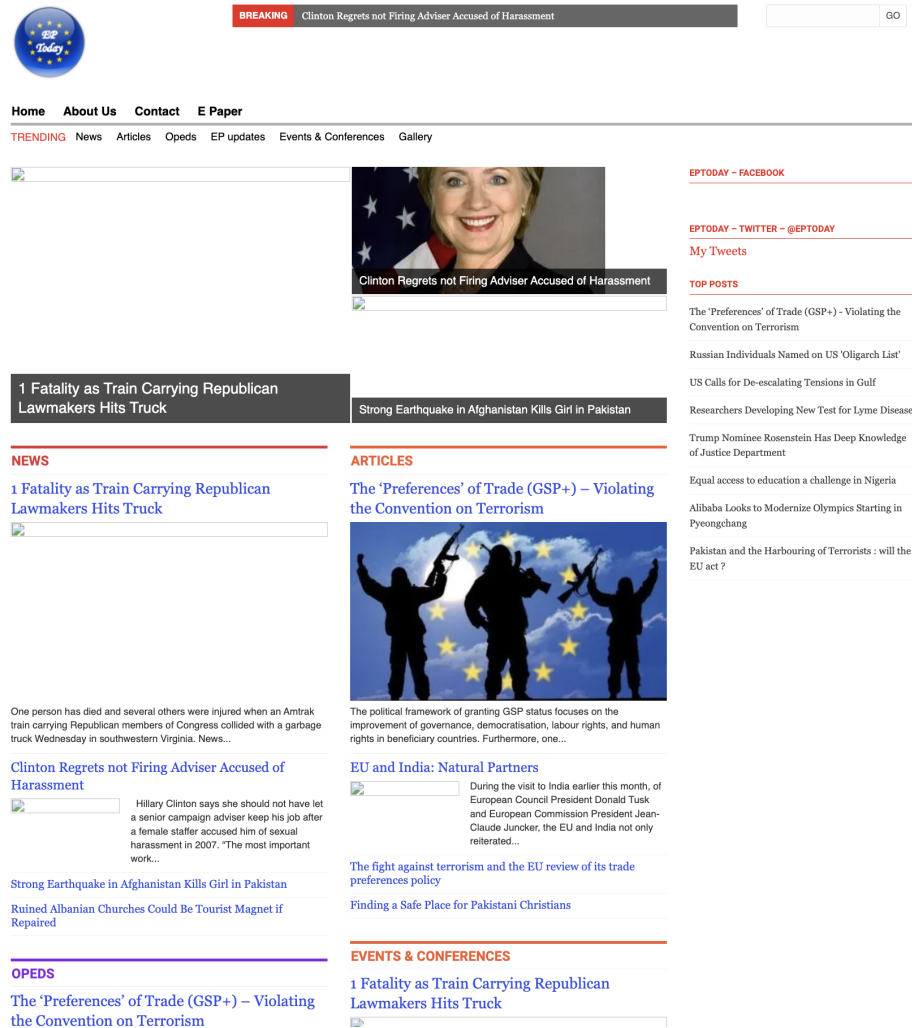 EP
Today
BREAKING
Clinton Regrets not Firing Adviser Accused of Harassment
GO
Home
About Us
Contact
E Paper
TRENDING
News
Articles
Opeds
EP updates
Events & Conferences
Gallery
1 Fatality as Train Carrying Republican
Lawmakers Hits Truck
Clinton Regrets not Firing Adviser Accused of Harassment
Strong Earthquake in Afghanistan Kills Girl in Pakistan
NEWS
1 Fatality as Train Carrying Republican
Lawmakers Hits Truck
One person has died and several others were injured when an Amtrak
train carrying Republican members of Congress collided with a garbage
truck Wednesday in southwestern Virginia. News...
Clinton Regrets not Firing Adviser Accused of
Harassment
Hillary Clinton says she should not have let
a senior campaign adviser keep his job after
a female staffer accused him of sexual
harassment in 2007. “The most important
work...
Strong Earthquake in Afghanistan Kills Girl in Pakistan
Ruined Albanian Churches Could Be Tourist Magnet if
Repaired
OPEDS
The ‘Preferences’ of Trade (GSP+) – Violating
the Convention on Terrorism
ARTICLES
The ‘Preferences’ of Trade (GSP+) – Violating
the Convention on Terrorism
The political framework of granting GSP status focuses on the
improvement of governance, democratisation, labour rights, and human
rights in beneficiary countries. Furthermore, one...
EU and India: Natural Partners
During the visit to India earlier this month, of
European Council President Donald Tusk
and European Commission President Jean-
Claude Juncker, the EU and India not only
reiterated...
The fight against terrorism and the EU review of its trade
preferences policy
Finding a Safe Place for Pakistani Christians
EVENTS & CONFERENCES
1 Fatality as Train Carrying Republican
Lawmakers Hits Truck
EPTODAY – FACEBOOK
EPTODAY – TWITTER – @EPTODAY
My Tweets
TOP POSTS
The ‘Preferences’ of Trade (GSP+) - Violating the
Convention on Terrorism
Russian Individuals Named on US 'Oligarch List'
US Calls for De-escalating Tensions in Gulf
Researchers Developing New Test for Lyme Disease
Trump Nominee Rosenstein Has Deep Knowledge
of Justice Department
Equal access to education a challenge in Nigeria
Alibaba Looks to Modernize Olympics Starting in
Pyeongchang
Pakistan and the Harbouring of Terrorists : will the
EU act ?